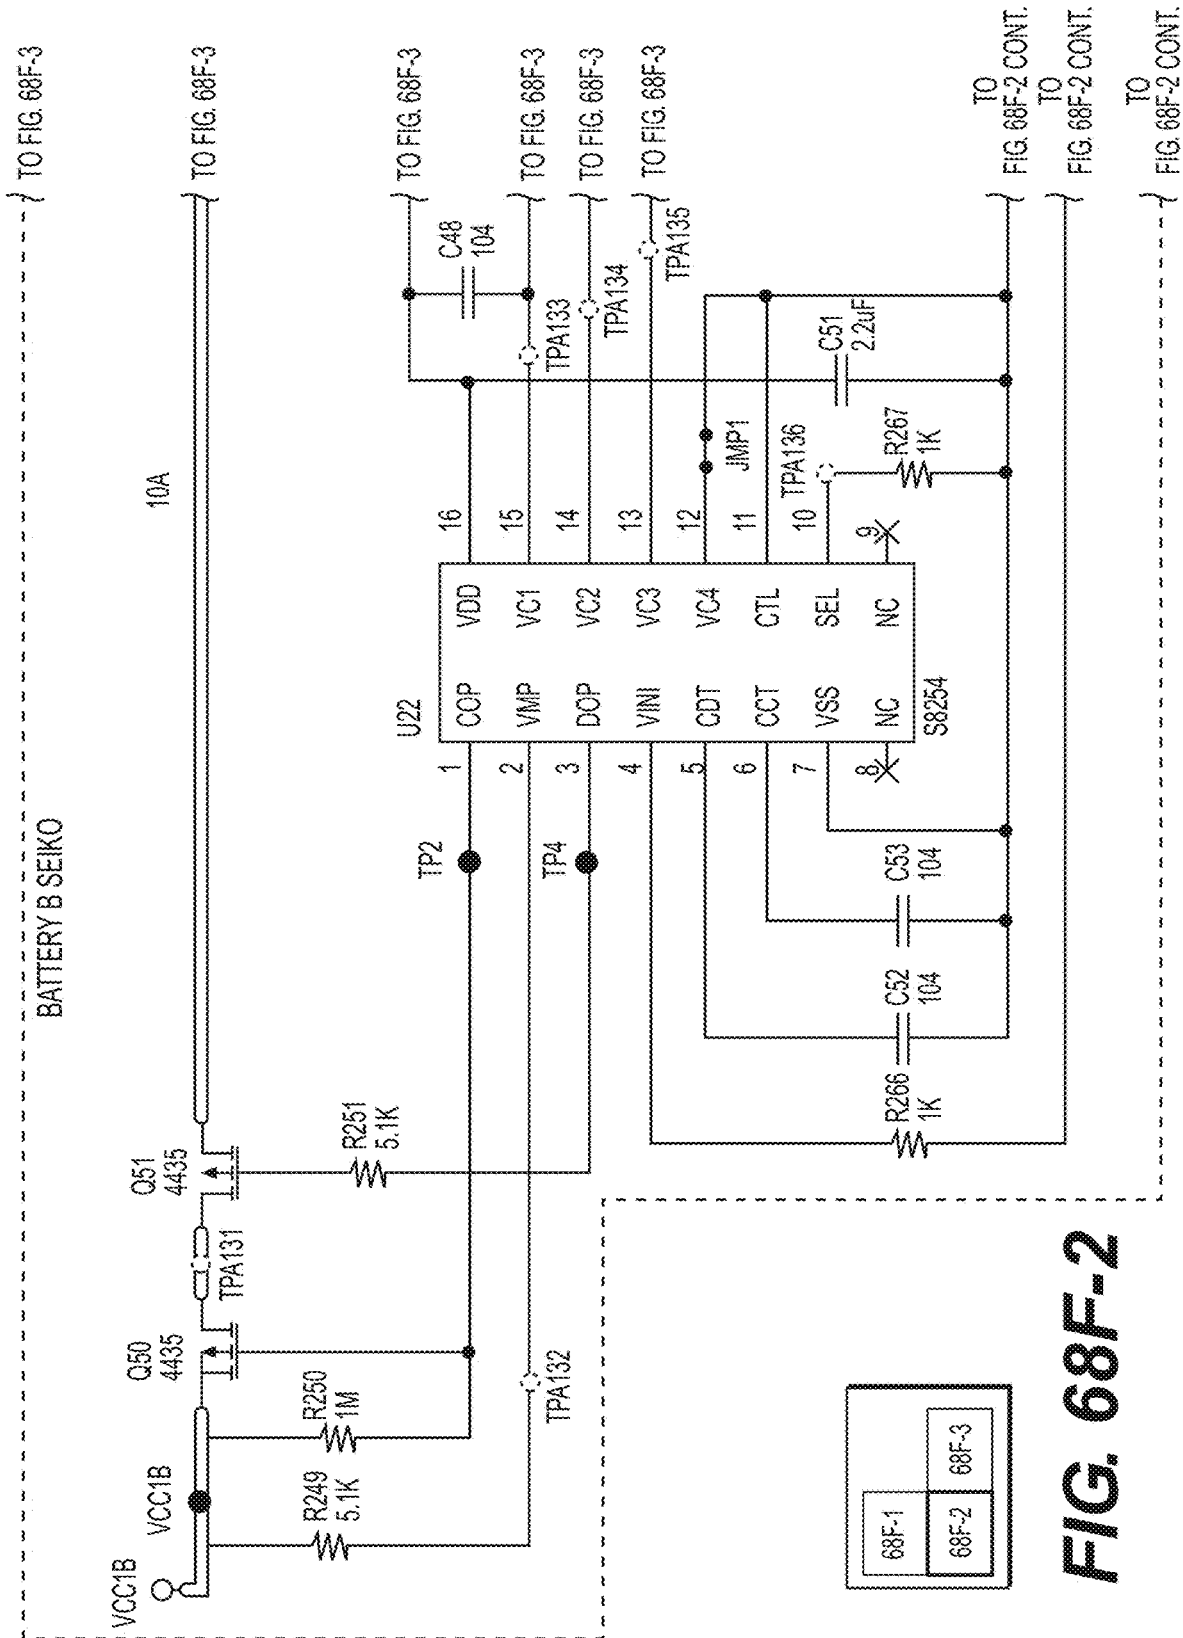 BATTERY B SEIKO
TO FIG. 68F-3
VCC1B
VCC1B
Q50
4435
TPA131
Q51
4435
10A
TO FIG. 68F-3
R249
5.1K
R250
1M
R251
5.1K
TPA132
TP2
TP4
U22
1
2
3
4
5
6
7
8
COP
VMP
DOP
VINI
CDT
CCT
VSS
NC
VDD
VC1
VC2
VC3
VC4
CTL
SEL
NC
16
15
14
13
12
11
10
9
S8254
C48
104
TO FIG. 68F-3
TO FIG. 68F-3
TO FIG. 68F-3
TO FIG. 68F-3
TPA133
TPA134
TPA135
JMP1
TPA136
C51
2.2uF
R267
1K
R266
1K
C52
104
C53
104
TO
FIG. 68F-2 CONT.
TO
FIG. 68F-2 CONT.
TO
FIG. 68F-2 CONT.
68F-1
68F-2
68F-3
FIG. 68F-2